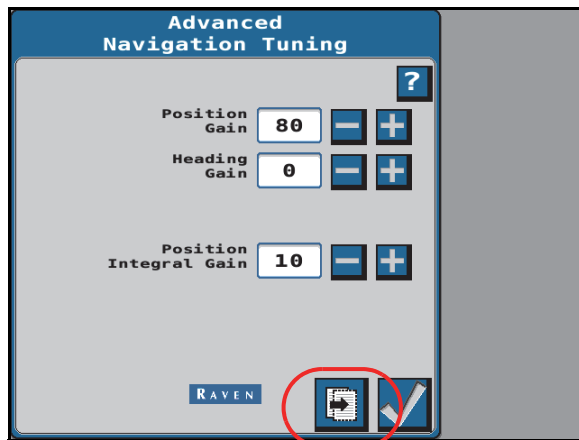 Advanced
Navigation Tuning
?
Position
Gain
80
Heading
Gain
0
Position
Integral Gain
10
RAVEN